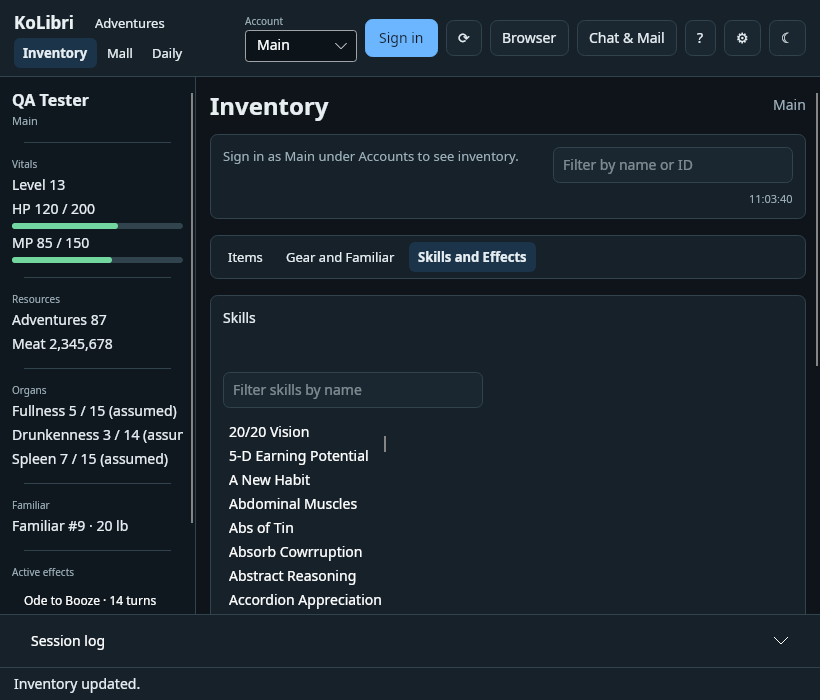 KoLibri
Adventures
Inventory
Mall
Daily
Account
Main
Sign in
Browser
Chat & Mail
?
QA Tester
Main
Vitals
Level 13
HP 120 / 200
MP 85 / 150
Resources
Adventures 87
Meat 2,345,678
Organs
Fullness 5 / 15 (assumed)
Drunkenness 3 / 14 (assur
Spleen 7 / 15 (assumed)
Familiar
Familiar #9 · 20 lb
Active effects
Ode to Booze · 14 turns
Inventory
Main
Sign in as Main under Accounts to see inventory.
Filter by name or ID
11:03:40
Items
Gear and Familiar
Skills and Effects
Skills
Filter skills by name
20/20 Vision
5-D Earning Potential
A New Habit
Abdominal Muscles
Abs of Tin
Absorb Cowrruption
Abstract Reasoning
Accordion Appreciation
Session log
Inventory updated.